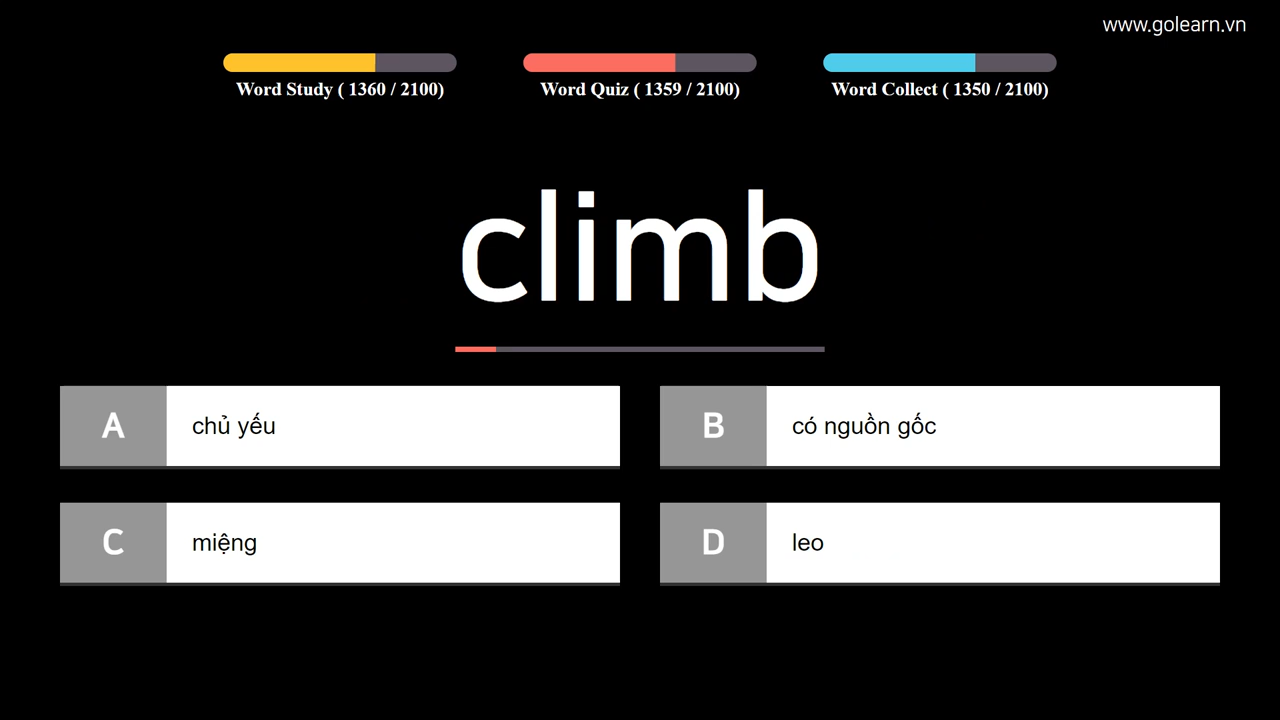 www.golearn.vn
Word Study ( 1360 / 2100)
Word Quiz ( 1359 / 2100)
Word Collect ( 1350 / 2100)
climb
A chủ yếu
B có nguồn gốc
C miệng
D leo